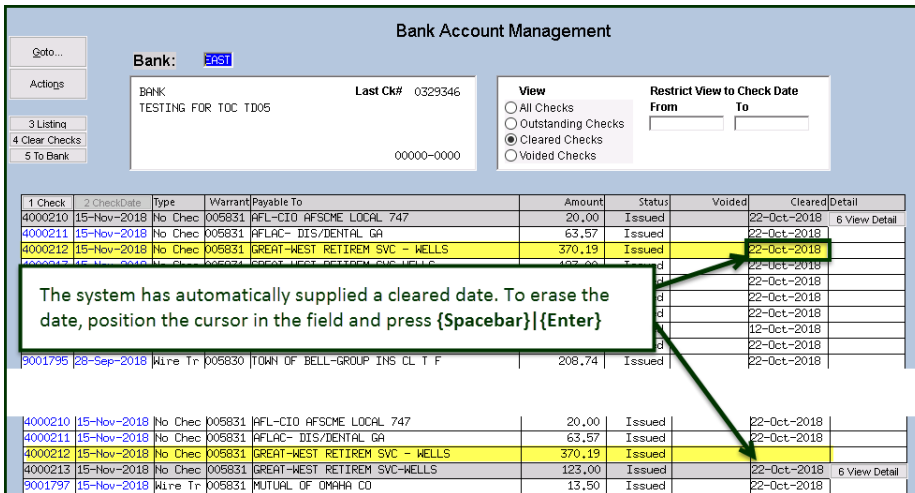 Bank Account Management
Goto...
Bank: EAST
Actions
BANK Last Ck# 0329346
TESTING FOR TOC TD05
00000-0000
View
All Checks
Outstanding Checks
Cleared Checks
Voided Checks
Restrict View to Check Date
From To
3 Listing
4 Clear Checks
5 To Bank
1 Check 2 CheckDate Type Warrant Payable To Amount Status Voided Cleared Detail
4000210 15-Nov-2018 No Chec 005831 AFL-CIO AFSCME LOCAL 747 20.00 Issued 22-Oct-2018 6 View Detail
4000211 15-Nov-2018 No Chec 005831 AFLAC- DIS/DENTAL GA 63.57 Issued 22-Oct-2018
4000212 15-Nov-2018 No Chec 005831 GREAT-WEST RETIREM SVC - WELLS 370.19 Issued 22-Oct-2018
22-Oct-2018
22-Oct-2018
22-Oct-2018
22-Oct-2018
12-Oct-2018
22-Oct-2018
The system has automatically supplied a cleared date. To erase the
date, position the cursor in the field and press {Spacebar}|{Enter}
9001795 28-Sep-2018 Wire Tr 005830 TOWN OF BELL-GROUP INS CL T F 208.74 Issued 22-Oct-2018
4000210 15-Nov-2018 No Chec 005831 AFL-CIO AFSCME LOCAL 747 20.00 Issued 22-Oct-2018
4000211 15-Nov-2018 No Chec 005831 AFLAC- DIS/DENTAL GA 63.57 Issued 22-Oct-2018
4000212 15-Nov-2018 No Chec 005831 GREAT-WEST RETIREM SVC - WELLS 370.19 Issued
4000213 15-Nov-2018 No Chec 005831 GREAT-WEST RETIREM SVC-WELLS 123.00 Issued 22-Oct-2018 6 View Detail
9001797 15-Nov-2018 Wire Tr 005831 MUTUAL OF OMAHA CO 13.50 Issued 22-Oct-2018